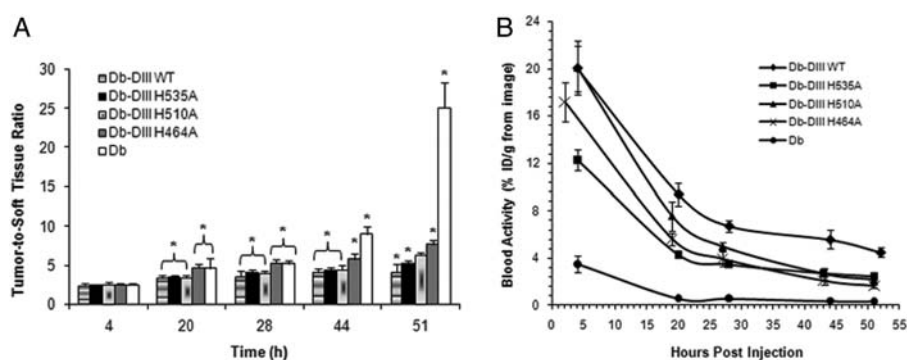 A
Tumor-to-Soft Tissue Ratio
30
25
20
15
10
5
0
Db-DIII WT
Db-DIII H535A
Db-DIII H510A
Db-DIII H464A
Db
* * * * * * * * *
4 20 28 44 51
Time (h)
B
Blood Activity (% ID/g from image)
24
20
16
12
8
4
0
Db-DIII WT
Db-DIII H535A
Db-DIII H510A
Db-DIII H464A
Db
0 5 10 15 20 25 30 35 40 45 50 55
Hours Post Injection